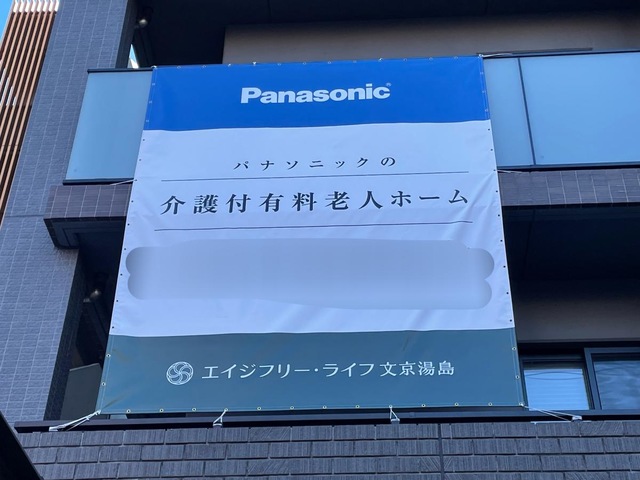 Panasonic
パナソニックの
介護付有料老人ホーム
エイジフリー・ライフ文京湯島